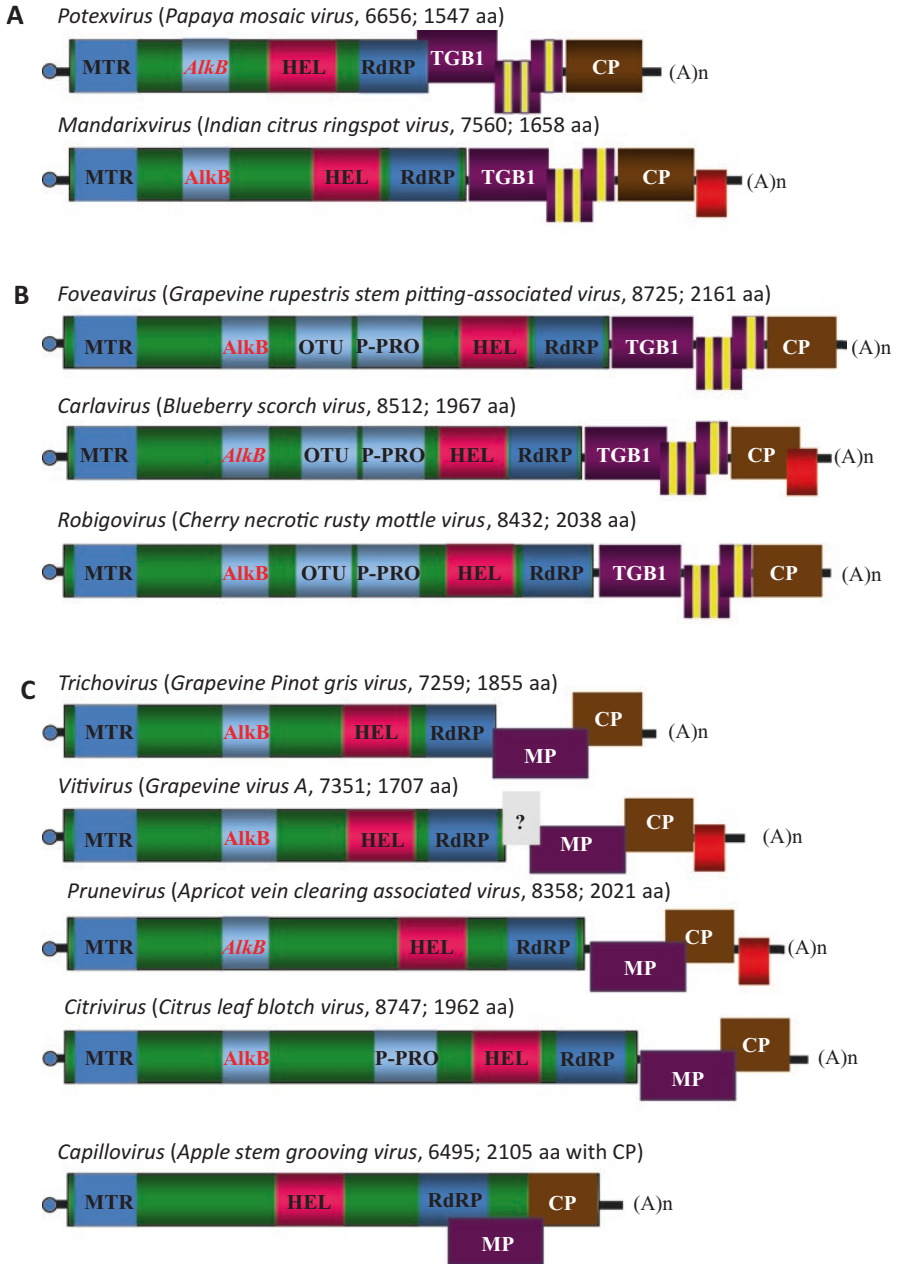 A
Potexvirus (Papaya mosaic virus, 6656; 1547 aa)
MTR AlkB HEL RdRP TGB1 CP (A)n
Mandarixvirus (Indian citrus ringspot virus, 7560; 1658 aa)
MTR AlkB HEL RdRP TGB1 CP (A)n
B
Foveavirus (Grapevine rupestris stem pitting-associated virus, 8725; 2161 aa)
MTR AlkB OTU P-PRO HEL RdRP TGB1 CP (A)n
Carlavirus (Blueberry scorch virus, 8512; 1967 aa)
MTR AlkB OTU P-PRO HEL RdRP TGB1 CP (A)n
Robigovirus (Cherry necrotic rusty mottle virus, 8432; 2038 aa)
MTR AlkB OTU P-PRO HEL RdRP TGB1 CP (A)n
C
Trichovirus (Grapevine Pinot gris virus, 7259; 1855 aa)
MTR AlkB HEL RdRP MP CP (A)n
Vitivirus (Grapevine virus A, 7351; 1707 aa)
MTR AlkB HEL RdRP ? MP CP (A)n
Prunevirus (Apricot vein clearing associated virus, 8358; 2021 aa)
MTR AlkB HEL RdRP MP CP (A)n
Citrivirus (Citrus leaf blotch virus, 8747; 1962 aa)
MTR AlkB P-PRO HEL RdRP MP CP (A)n
Capillovirus (Apple stem grooving virus, 6495; 2105 aa with CP)
MTR HEL RdRP MP CP (A)n